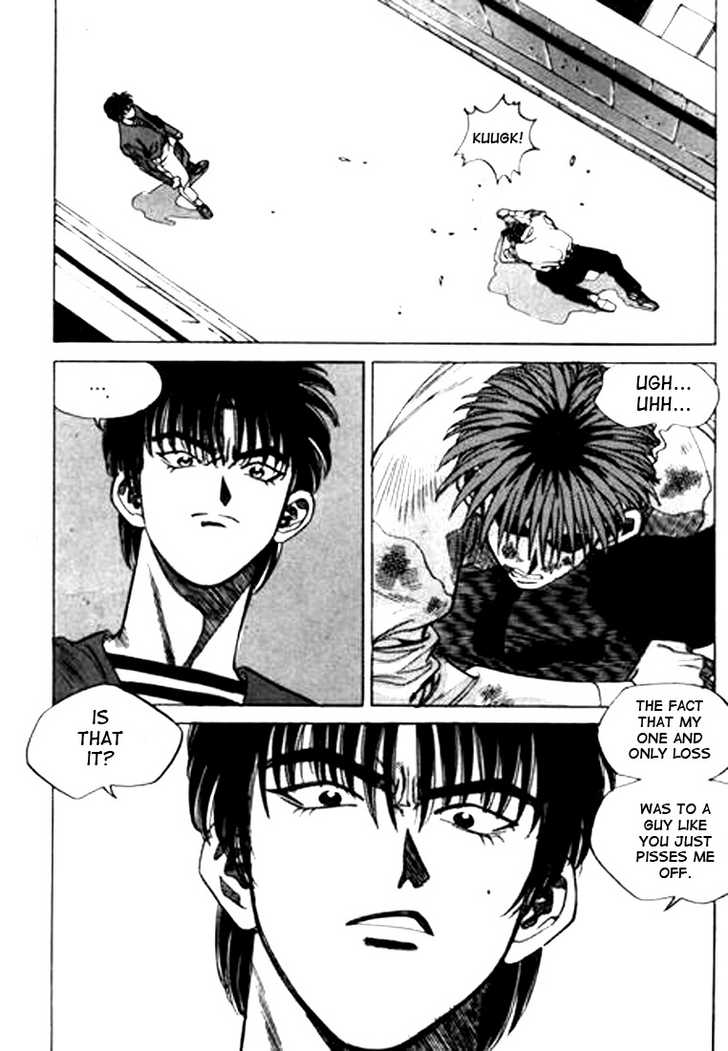 KUUGK!
...
UGH...
UHH...
IS
THAT
IT?
THE FACT
THAT MY
ONE AND
ONLY LOSS
WAS TO A
GUY LIKE
YOU JUST
PISSES ME
OFF.